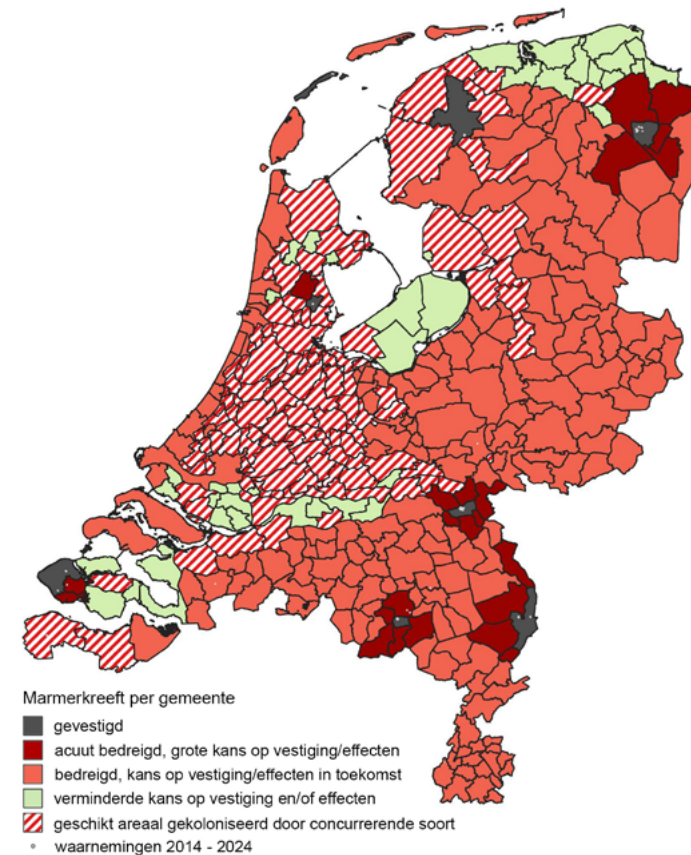 Marmerkreeft per gemeente
gevestigd
acuut bedreigd, grote kans op vestiging/effecten
bedreigd, kans op vestiging/effecten in toekomst
verminderde kans op vestiging en/of effecten
geschikt areaal gekoloniseerd door concurrerende soort
waarnemingen 2014 - 2024